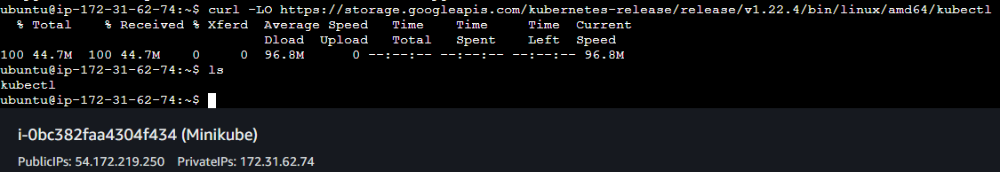 ubuntu@ip-172-31-62-74:~$ curl -LO https://storage.googleapis.com/kubernetes-release/release/v1.22.4/bin/linux/amd64/kubectl
  % Total    % Received % Xferd  Average Speed   Time    Time     Time  Current
                                 Dload  Upload   Total   Spent    Left  Speed
100 44.7M  100 44.7M    0     0  96.8M      0 --:--:-- --:--:-- --:--:-- 96.8M
ubuntu@ip-172-31-62-74:~$ ls
kubectl
ubuntu@ip-172-31-62-74:~$
i-0bc382faa4304f434 (Minikube)
PublicIPs: 54.172.219.250    PrivateIPs: 172.31.62.74